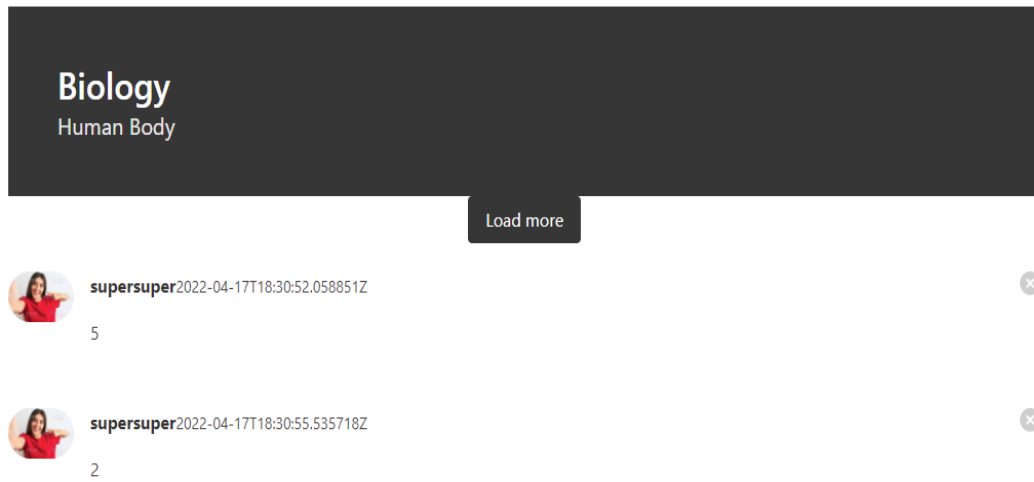 Biology
Human Body
Load more
supersuper2022-04-17T18:30:52.058851Z
5
supersuper2022-04-17T18:30:55.535718Z
2